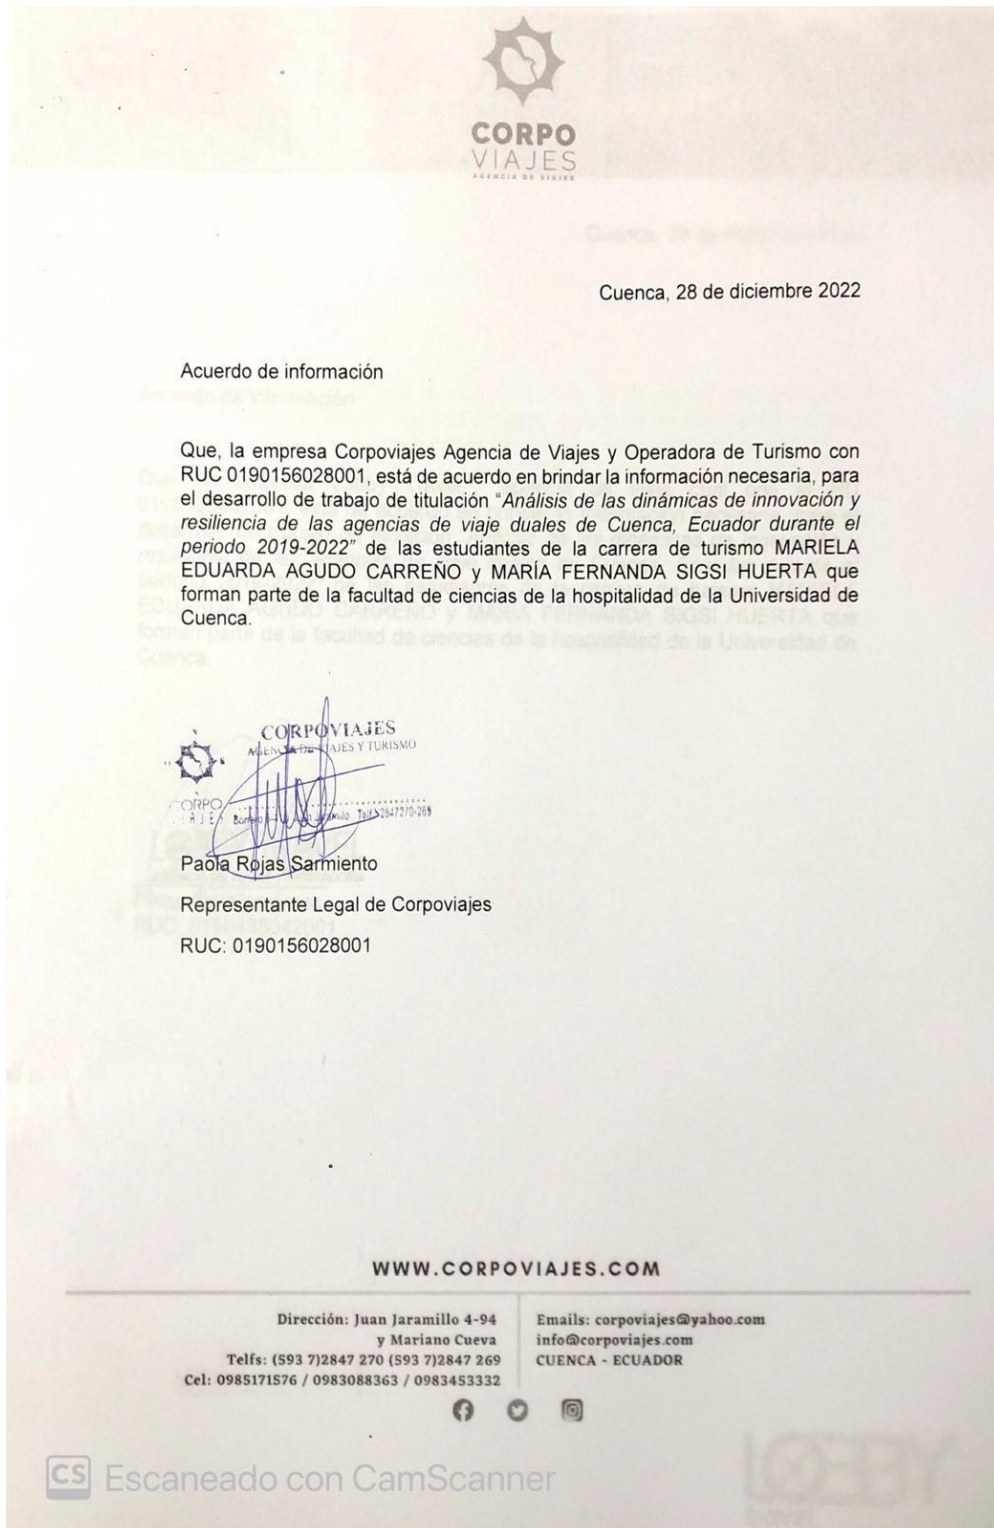 CORPO
VIAJES
AGENCIA DE VIAJES
Cuenca, 28 de diciembre 2022
Acuerdo de información
Que, la empresa Corpoviajes Agencia de Viajes y Operadora de Turismo con
RUC 0190156028001, está de acuerdo en brindar la información necesaria, para
el desarrollo de trabajo de titulación “Análisis de las dinámicas de innovación y
resiliencia de las agencias de viaje duales de Cuenca, Ecuador durante el
periodo 2019-2022” de las estudiantes de la carrera de turismo MARIELA
EDUARDA AGUDO CARREÑO y MARÍA FERNANDA SIGSI HUERTA que
forman parte de la facultad de ciencias de la hospitalidad de la Universidad de
Cuenca.
CORPOVIAJES
AGENCIA DE VIAJES Y TURISMO
CORPO
Telf. 2847270-269
Paola Rojas Sarmiento
Representante Legal de Corpoviajes
RUC: 0190156028001
WWW.CORPOVIAJES.COM
Dirección: Juan Jaramillo 4-94
y Mariano Cueva
Telfs: (593 7)2847 270 (593 7)2847 269
Cel: 0985171576 / 0983088363 / 0983453332
Emails: corpoviajes@yahoo.com
info@corpoviajes.com
CUENCA - ECUADOR
CS Escaneado con CamScanner